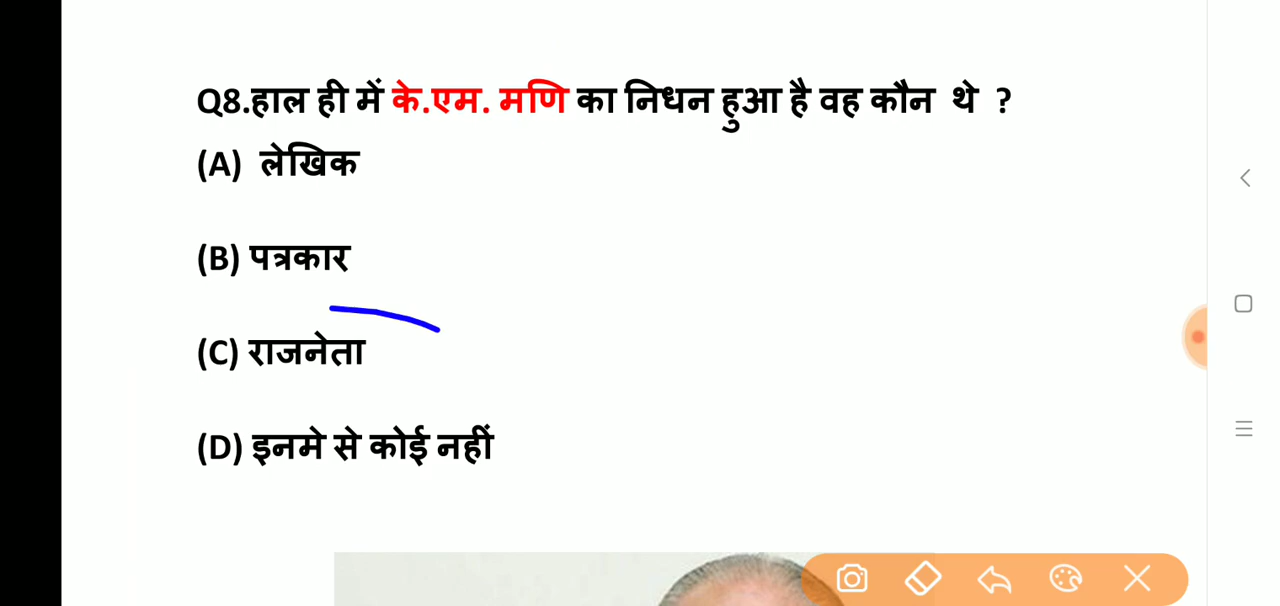 Q8.हाल ही में के.एम. मणि का निधन हुआ है वह कौन थे ?
(A) लेखिक
(B) पत्रकार
(C) राजनेता
(D) इनमे से कोई नहीं